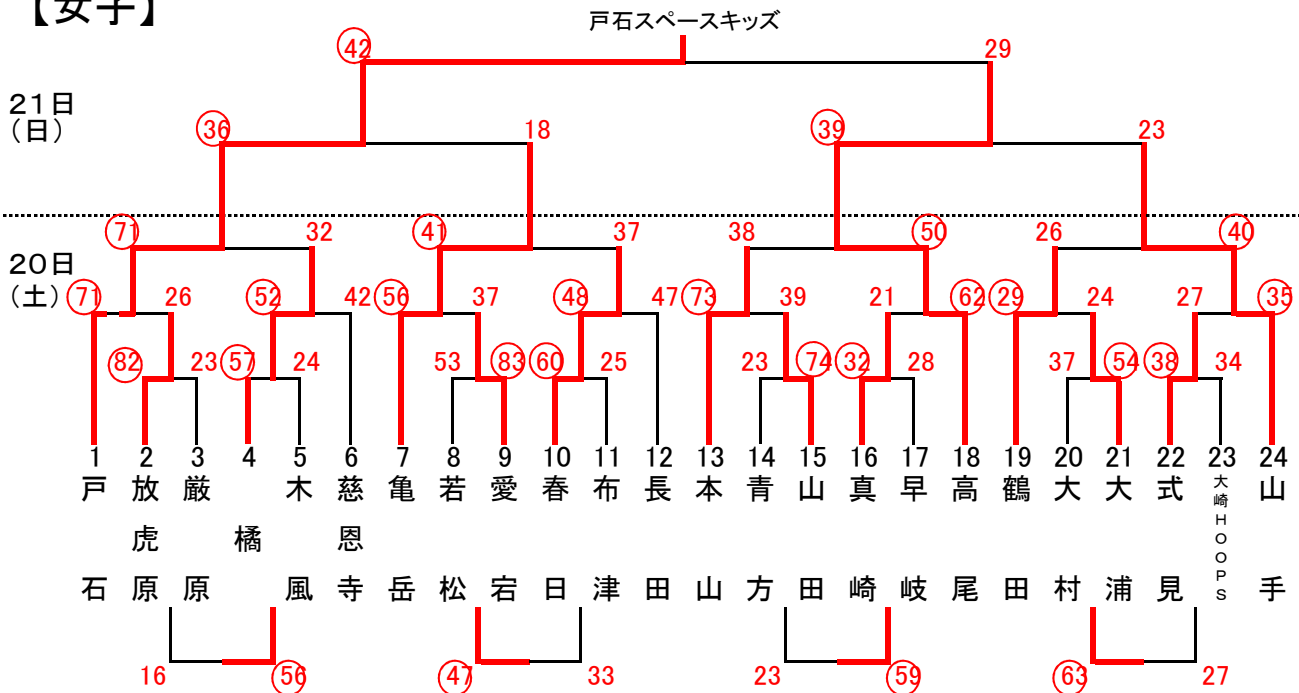 【女子】
戸石スペースキッズ
42 29
21日
(日)
36 18 39 23
71 32 41 37 38 50 26 40
20日
(土)
71 26 52 42 56 37 48 47 73 39 21 62 29 24 27 35
82 23 57 24 53 83 60 25 23 74 32 28 37 54 38 34
1 2 3 4 5 6 7 8 9 10 11 12 13 14 15 16 17 18 19 20 21 22 23 24
戸石
放虎原
厳原
橘
木風
慈恩寺
亀岳
若松
愛宕
春日
布津
長田
本山
青方
山田
真崎
早岐
高尾
鶴田
大村
大浦
式見
大崎HOOPS
山手
16 56 47 33 23 59 63 27